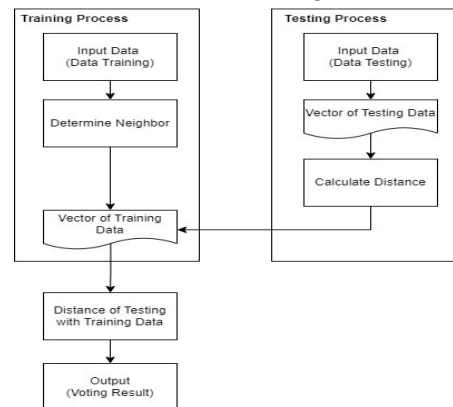 Training Process
Input Data
(Data Training)
Determine Neighbor
Vector of Training
Data
Distance of Testing
with Training Data
Output
(Voting Result)
Testing Process
Input Data
(Data Testing)
Vector of Testing Data
Calculate Distance